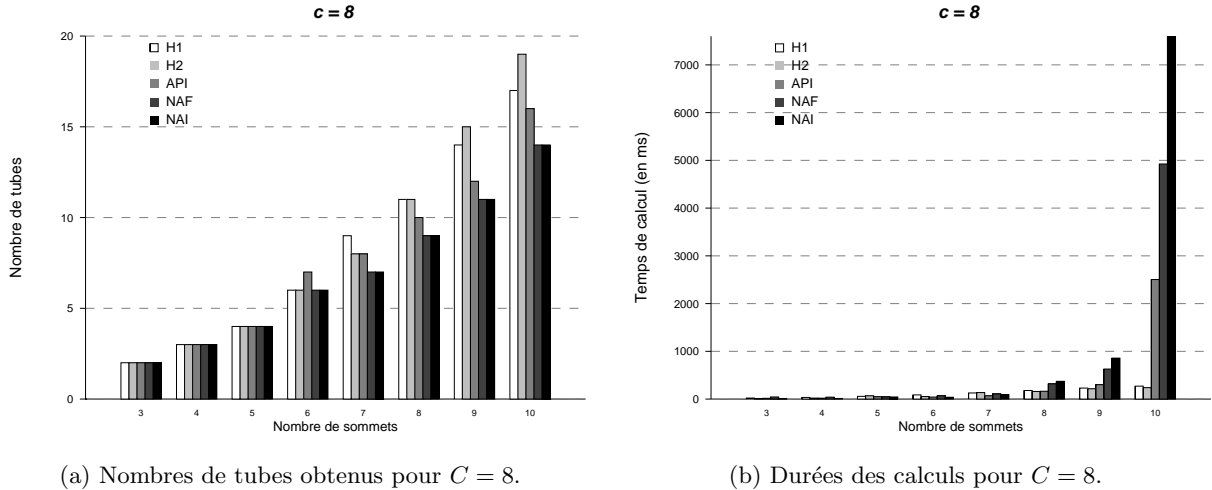 c = 8
20
15
10
5
0
Nombre de tubes
H1
H2
API
NAF
NAI
3 4 5 6 7 8 9 10
Nombre de sommets
(a) Nombres de tubes obtenus pour C = 8.
c = 8
7000
6000
5000
4000
3000
2000
1000
0
Temps de calcul (en ms)
H1
H2
API
NAF
NAI
3 4 5 6 7 8 9 10
Nombre de sommets
(b) Durées des calculs pour C = 8.